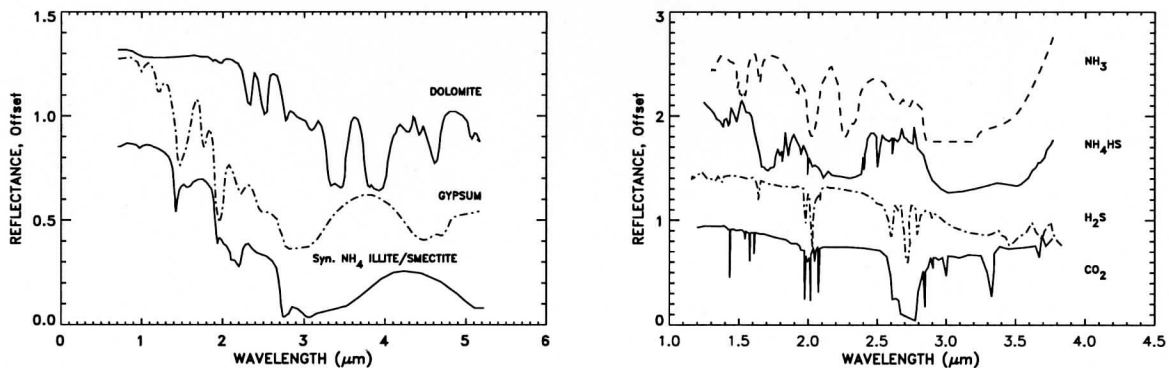 1.5
1.0
0.5
0.0
REFLECTANCE, Offset
DOLOMITE
GYPSUM
Syn. NH4 ILLITE/SMECTITE
0 1 2 3 4 5 6
WAVELENGTH (μm)
3
2
1
0
REFLECTANCE, Offset
NH3
NH4HS
H2S
CO2
1.0 1.5 2.0 2.5 3.0 3.5 4.0 4.5
WAVELENGTH (μm)